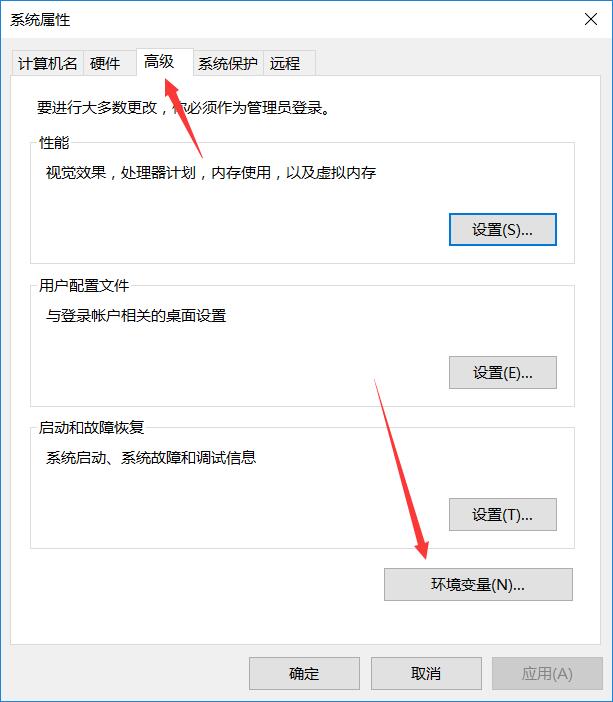 系统属性
计算机名 硬件 高级 系统保护 远程
要进行大多数更改，你必须作为管理员登录。
性能
视觉效果，处理器计划，内存使用，以及虚拟内存
设置(S)...
用户配置文件
与登录帐户相关的桌面设置
设置(E)...
启动和故障恢复
系统启动、系统故障和调试信息
设置(T)...
环境变量(N)...
确定 取消 应用(A)